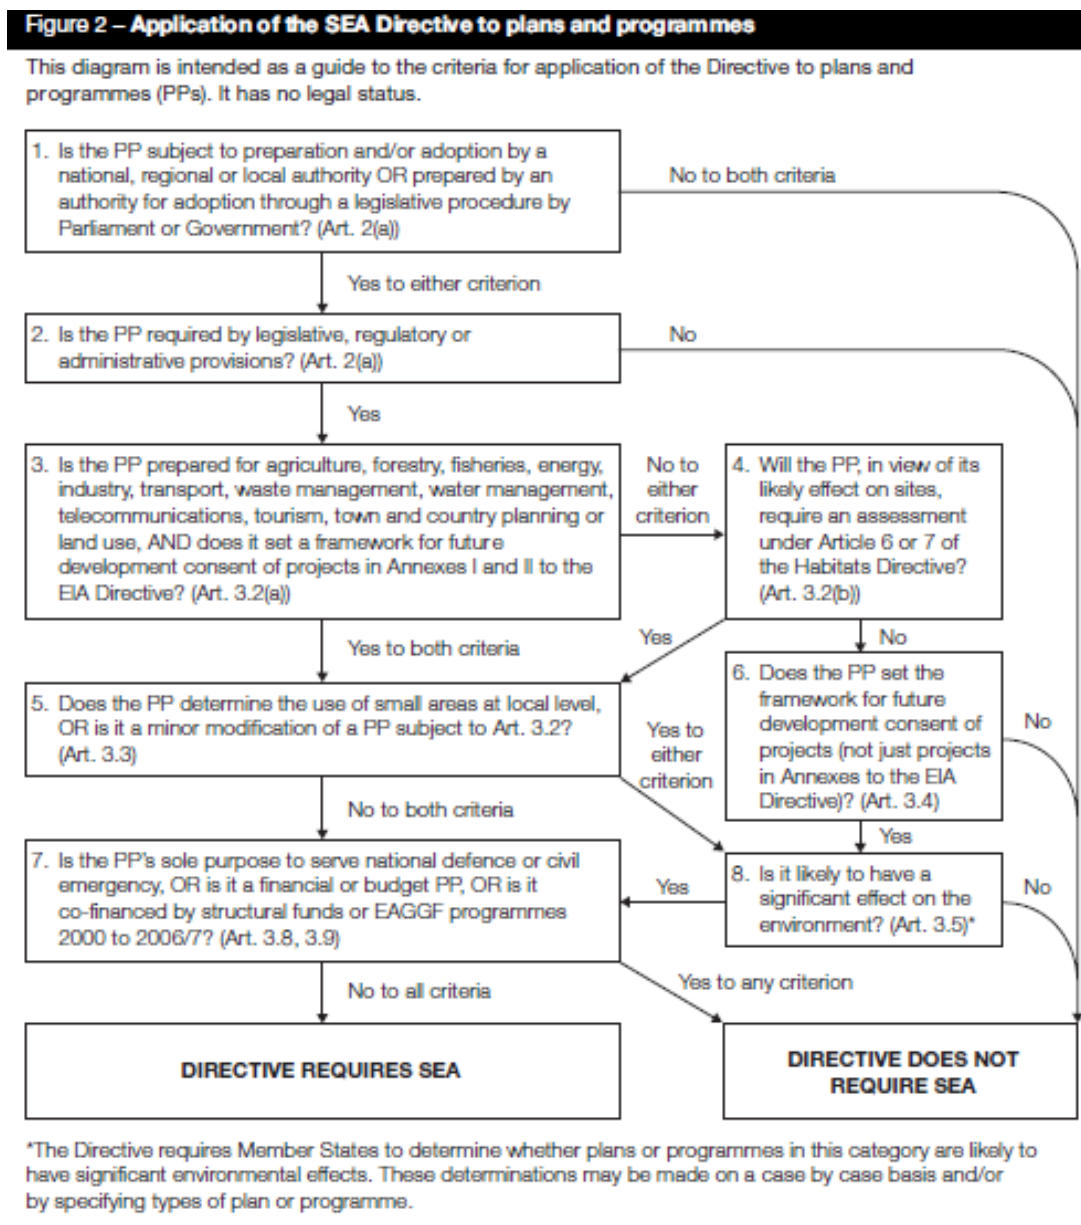 Figure 2 – Application of the SEA Directive to plans and programmes
This diagram is intended as a guide to the criteria for application of the Directive to plans and
programmes (PPs). It has no legal status.
1. Is the PP subject to preparation and/or adoption by a
national, regional or local authority OR prepared by an
authority for adoption through a legislative procedure by
Parliament or Government? (Art. 2(a))
No to both criteria
Yes to either criterion
2. Is the PP required by legislative, regulatory or
administrative provisions? (Art. 2(a))
No
Yes
3. Is the PP prepared for agriculture, forestry, fisheries, energy,
industry, transport, waste management, water management,
telecommunications, tourism, town and country planning or
land use, AND does it set a framework for future
development consent of projects in Annexes I and II to the
EIA Directive? (Art. 3.2(a))
No to
either
criterion
4. Will the PP, in view of its
likely effect on sites,
require an assessment
under Article 6 or 7 of
the Habitats Directive?
(Art. 3.2(b))
Yes to both criteria
Yes
No
5. Does the PP determine the use of small areas at local level,
OR is it a minor modification of a PP subject to Art. 3.2?
(Art. 3.3)
Yes to
either
criterion
6. Does the PP set the
framework for future
development consent of
projects (not just projects
in Annexes to the EIA
Directive)? (Art. 3.4)
No
No to both criteria
Yes
7. Is the PP's sole purpose to serve national defence or civil
emergency, OR is it a financial or budget PP, OR is it
co-financed by structural funds or EAGGF programmes
2000 to 2006/7? (Art. 3.8, 3.9)
Yes
8. Is it likely to have a
significant effect on the
environment? (Art. 3.5)*
No
No to all criteria
Yes to any criterion
DIRECTIVE REQUIRES SEA
DIRECTIVE DOES NOT
REQUIRE SEA
*The Directive requires Member States to determine whether plans or programmes in this category are likely to
have significant environmental effects. These determinations may be made on a case by case basis and/or
by specifying types of plan or programme.